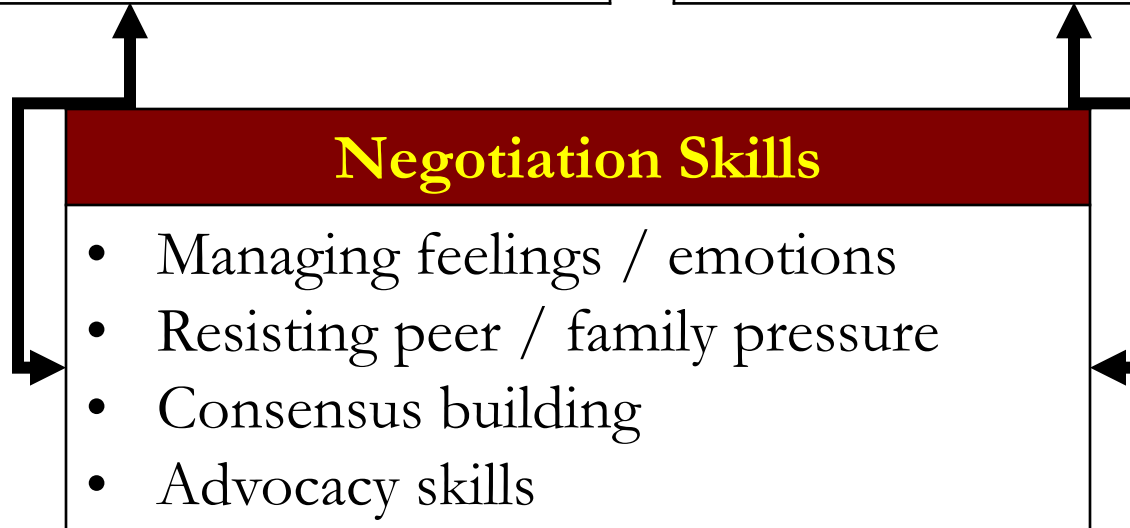 Negotiation Skills
• Managing feelings / emotions
• Resisting peer / family pressure
• Consensus building
• Advocacy skills